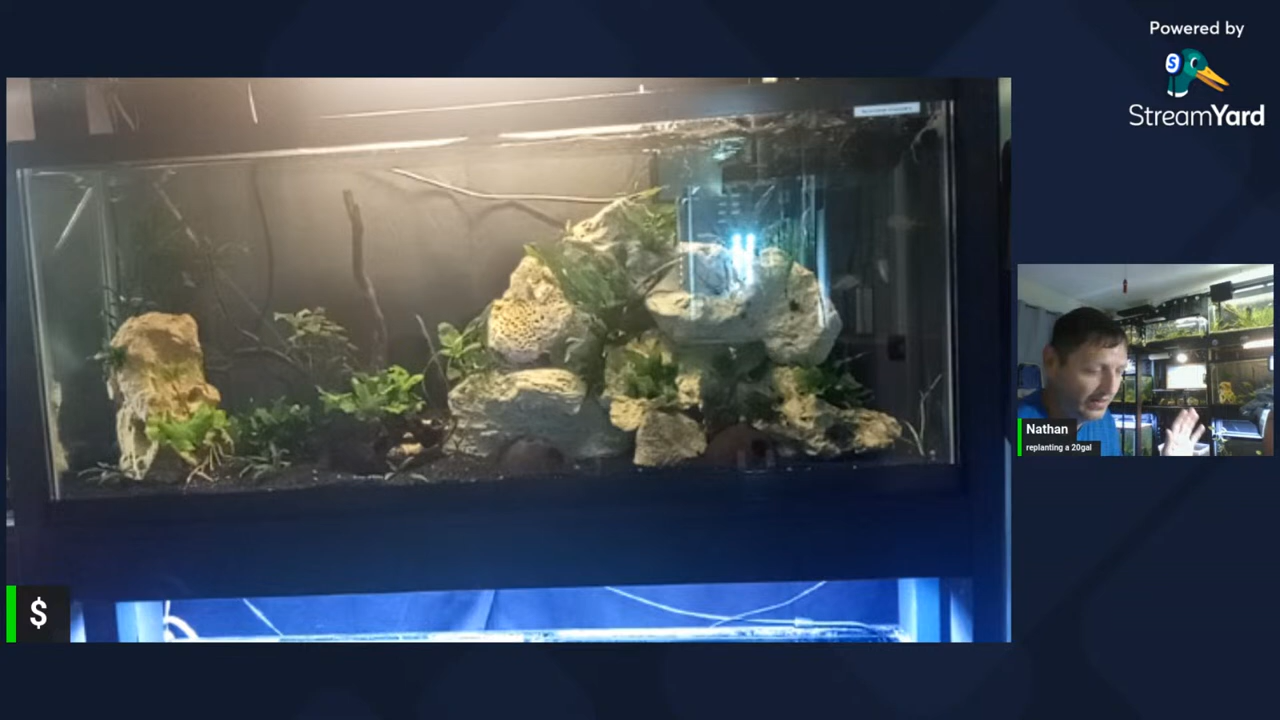 Powered by
S
StreamYard
Nathan
replanting a 20gal
$